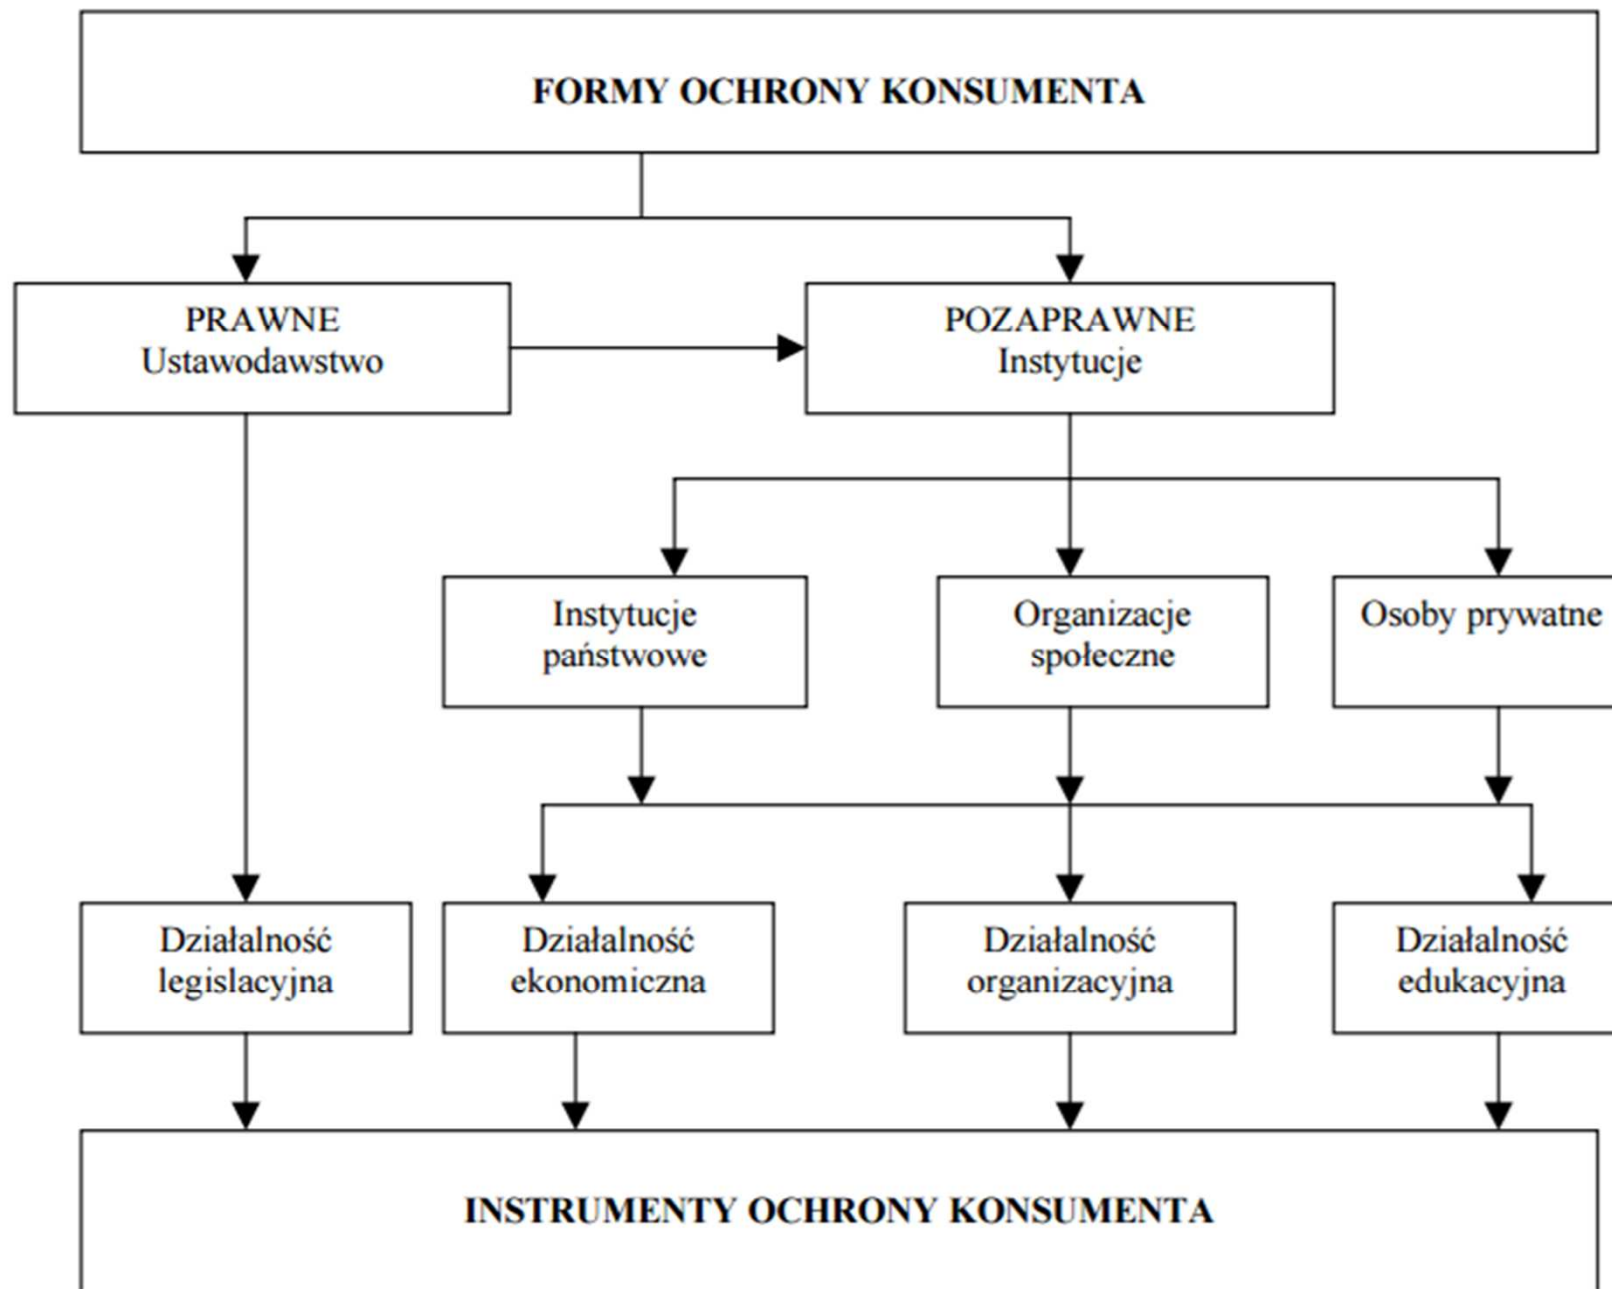 FORMY OCHRONY KONSUMENTA
PRAWNE
Ustawodawstwo
POZAPRAWNE
Instytucje
Instytucje
państwowe
Organizacje
społeczne
Osoby prywatne
Działalność
legislacyjna
Działalność
ekonomiczna
Działalność
organizacyjna
Działalność
edukacyjna
INSTRUMENTY OCHRONY KONSUMENTA